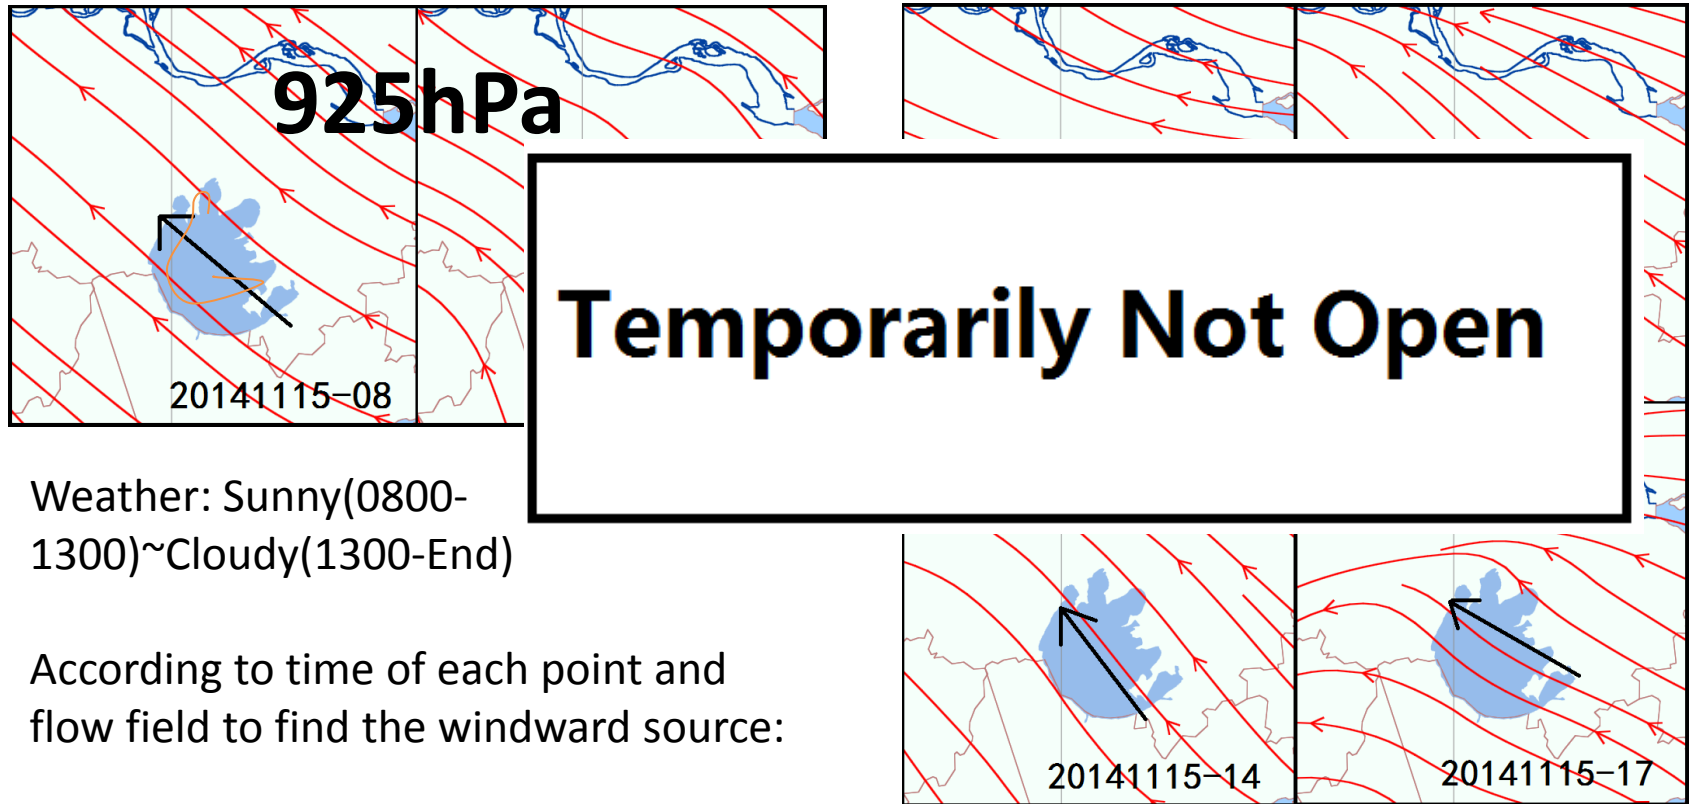 925hPa
20141115-08
Temporarily Not Open
Weather: Sunny(0800-
1300)~Cloudy(1300-End)
According to time of each point and
flow field to find the windward source:
20141115-14
20141115-17